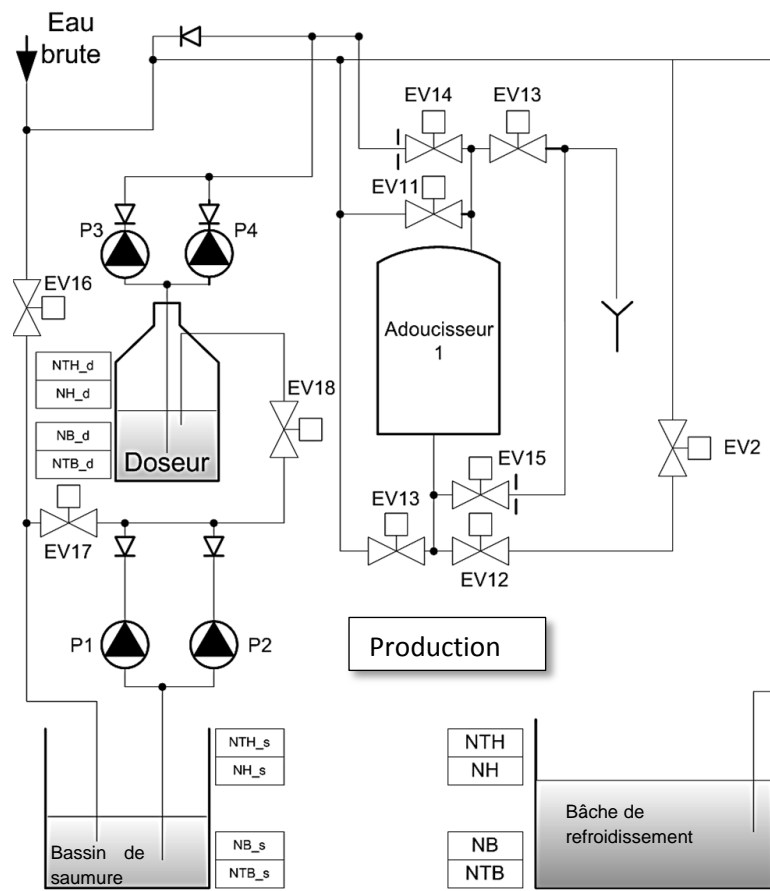 Eau
brute
EV14
EV13
EV11
P3
P4
EV16
Adoucisseur
1
NTH_d
NH_d
EV18
NB_d
NTB_d
Doseur
EV2
EV15
EV17
EV13
EV12
P1
P2
Production
NTH_s
NH_s
NTH
NH
Bâche de
refroidissement
NB_s
NTB_s
NB
NTB
Bassin de
saumure